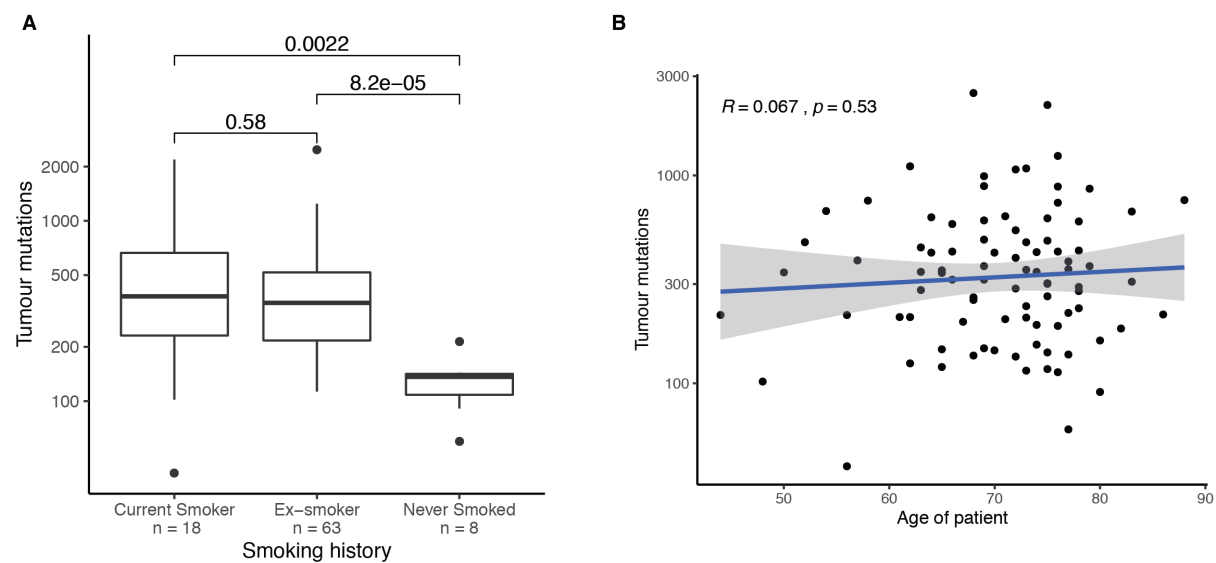 A
0.0022
8.2e−05
0.58
2000
1000
500
200
100
Tumour mutations
Current Smoker
n = 18
Ex−smoker
n = 63
Never Smoked
n = 8
Smoking history
B
R = 0.067 , p = 0.53
3000
1000
300
100
Tumour mutations
50
60
70
80
90
Age of patient